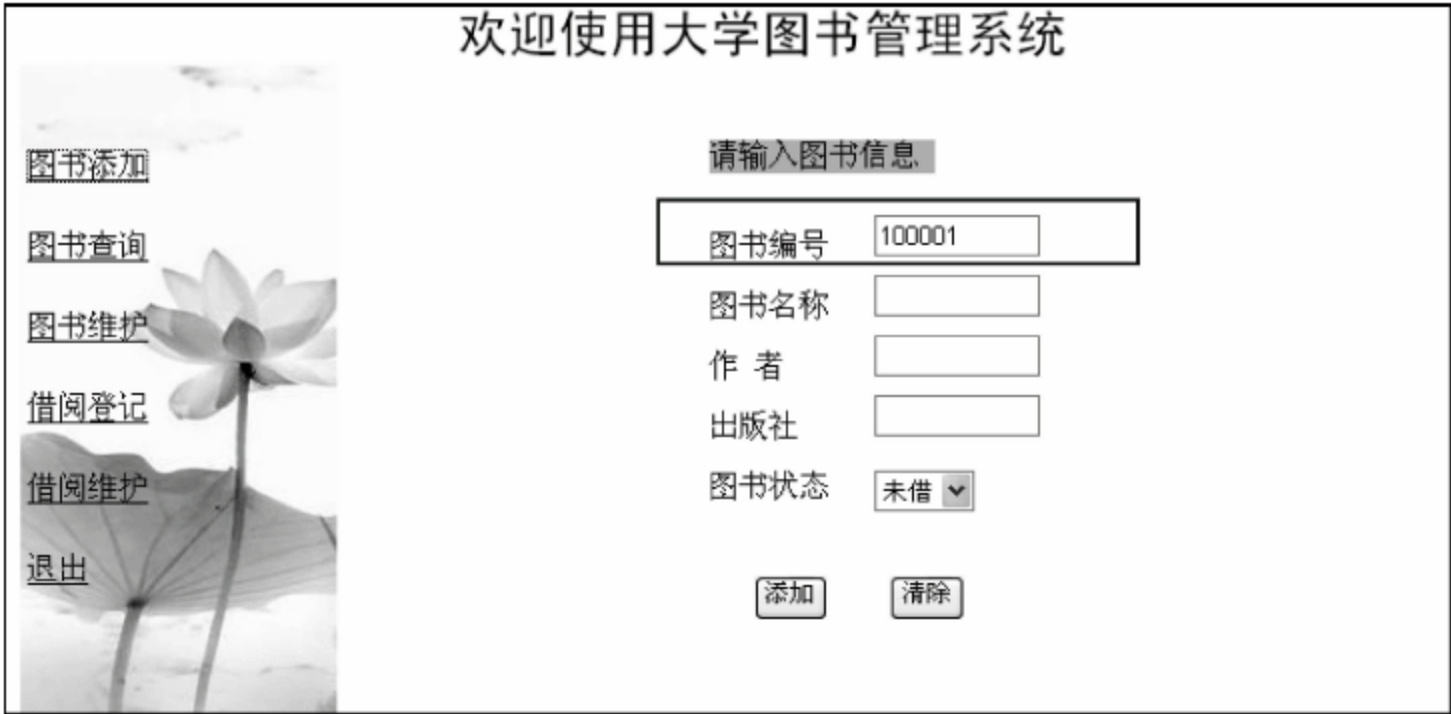 欢迎使用大学图书管理系统
图书添加
图书查询
图书维护
借阅登记
借阅维护
退出
请输入图书信息
图书编号 100001
图书名称
作 者
出版社
图书状态 未借
添加 清除